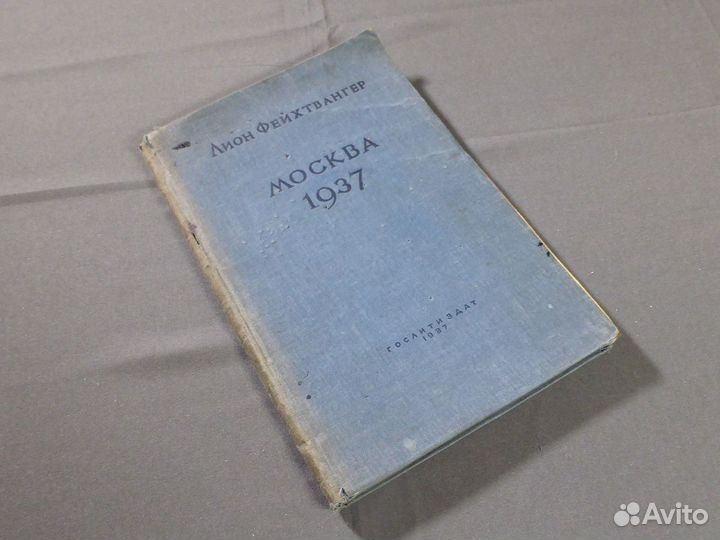 Лион Фейхтвангер
Москва
1937
Гослитиздат
1937
Avito